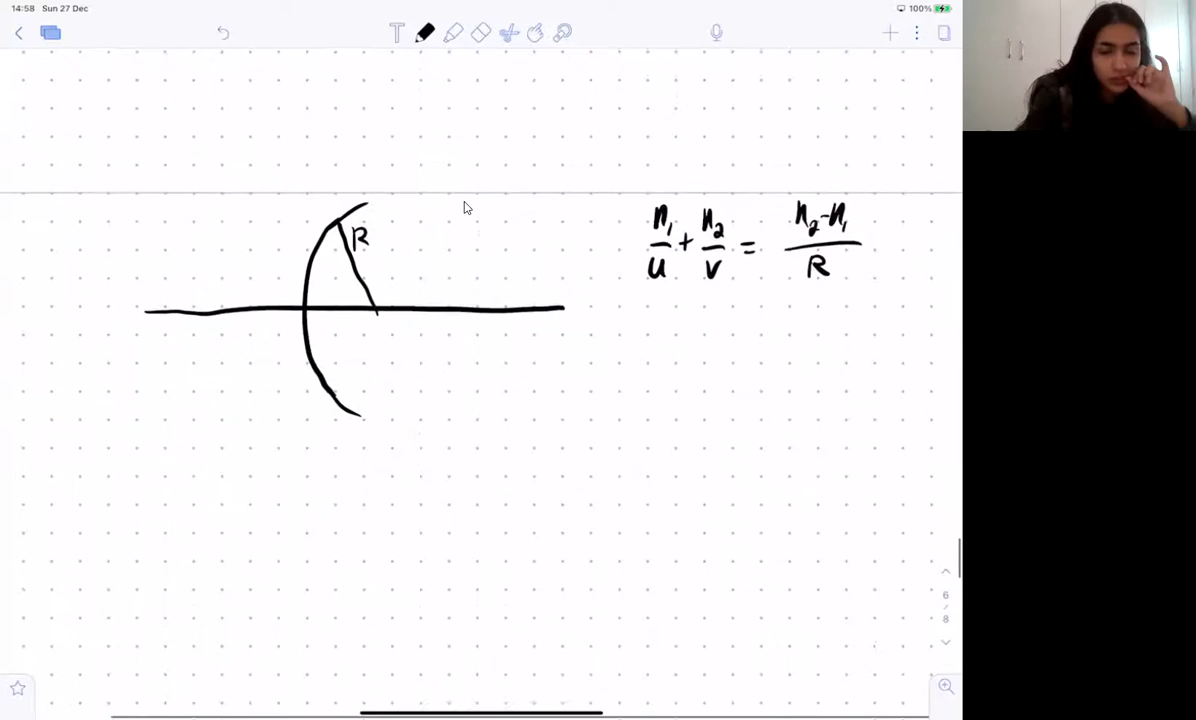 14:58 Sun 27 Dec 100%
T
R
n₁/u + n₂/v = (n₂-n₁)/R
6
/
8